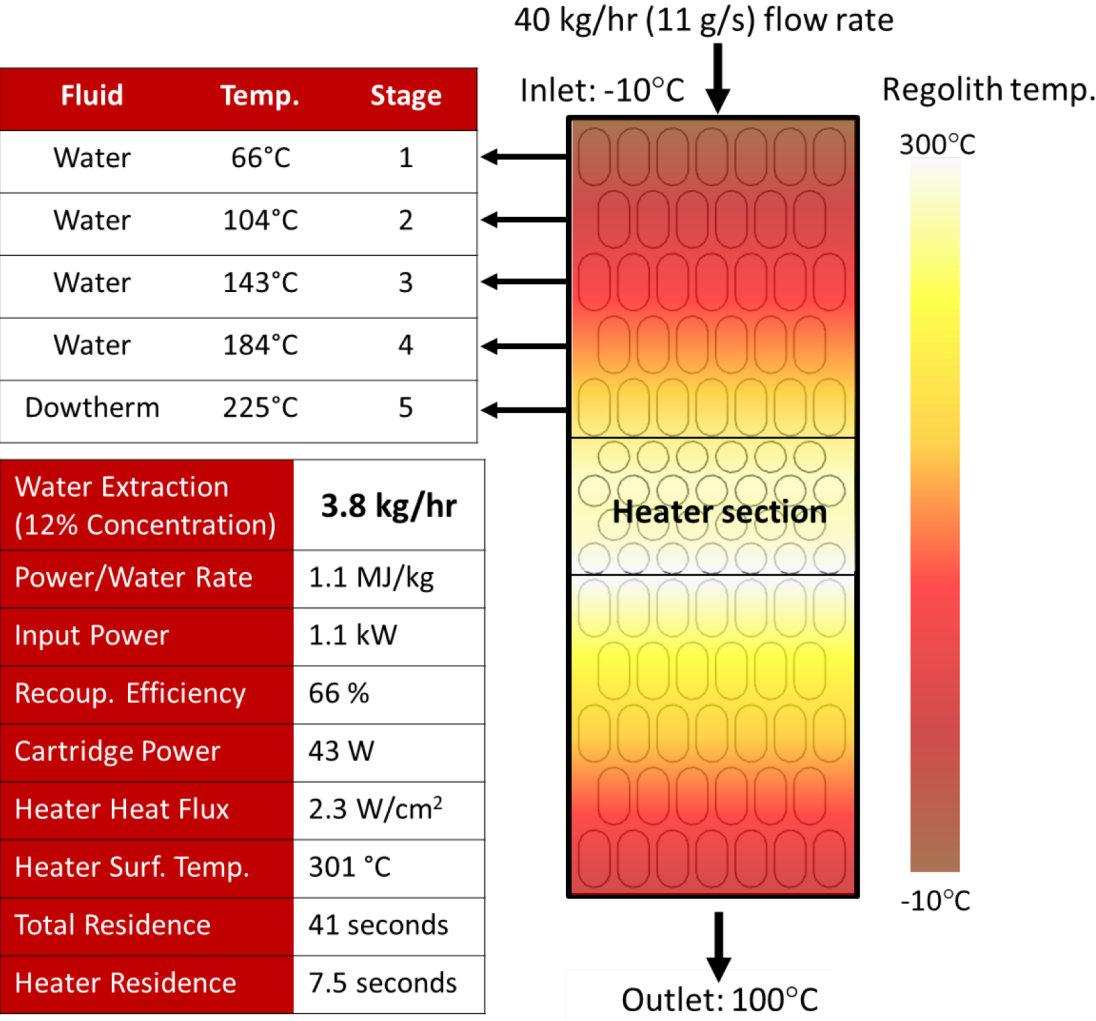 40 kg/hr (11 g/s) flow rate
Inlet: -10°C
Regolith temp.
300°C
-10°C
Fluid Temp. Stage
Water 66°C 1
Water 104°C 2
Water 143°C 3
Water 184°C 4
Dowtherm 225°C 5
Heater section
Water Extraction
(12% Concentration) 3.8 kg/hr
Power/Water Rate 1.1 MJ/kg
Input Power 1.1 kW
Recoup. Efficiency 66 %
Cartridge Power 43 W
Heater Heat Flux 2.3 W/cm²
Heater Surf. Temp. 301 °C
Total Residence 41 seconds
Heater Residence 7.5 seconds
Outlet: 100°C